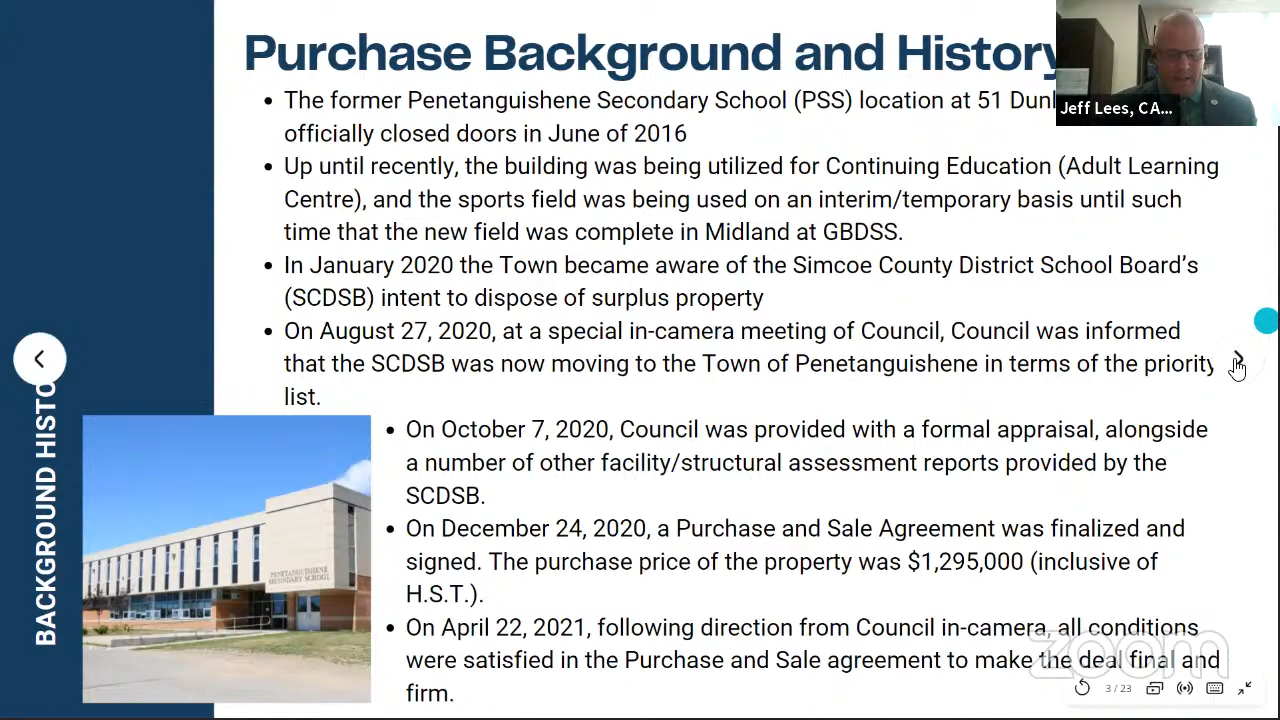 Purchase Background and History
Jeff Lees, CA...
• The former Penetanguishene Secondary School (PSS) location at 51
officially closed doors in June of 2016
• Up until recently, the building was being utilized for Continuing Education (Adult Learning
Centre), and the sports field was being used on an interim/temporary basis until such
time that the new field was complete in Midland at GBDSS.
• In January 2020 the Town became aware of the Simcoe County District School Board's
(SCDSB) intent to dispose of surplus property
• On August 27, 2020, at a special in-camera meeting of Council, Council was informed
that the SCDSB was now moving to the Town of Penetanguishene in terms of the priority
list.
BACKGROUND HISTO
PENETANGUISHENE
SECONDARY SCHOOL
• On October 7, 2020, Council was provided with a formal appraisal, alongside
a number of other facility/structural assessment reports provided by the
SCDSB.
• On December 24, 2020, a Purchase and Sale Agreement was finalized and
signed. The purchase price of the property was $1,295,000 (inclusive of
H.S.T.).
• On April 22, 2021, following direction from Council in-camera, all conditions
were satisfied in the Purchase and Sale agreement to make the deal final and
firm.
zoom
3 / 23